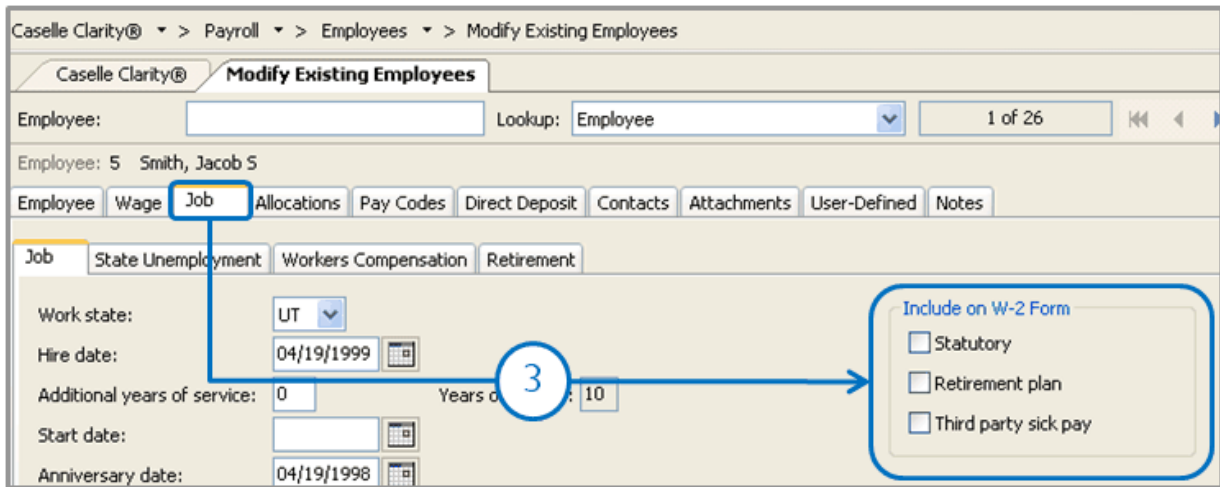 Caselle Clarity® > Payroll > Employees > Modify Existing Employees
Caselle Clarity® Modify Existing Employees
Employee: Lookup: Employee 1 of 26
Employee: 5 Smith, Jacob S
Employee Wage Job Allocations Pay Codes Direct Deposit Contacts Attachments User-Defined Notes
Job State Unemployment Workers Compensation Retirement
Work state: UT Include on W-2 Form
Statutory
Hire date: 04/19/1999
3 Retirement plan
Additional years of service: 0 Years 10
Third party sick pay
Start date:
Anniversary date: 04/19/1998